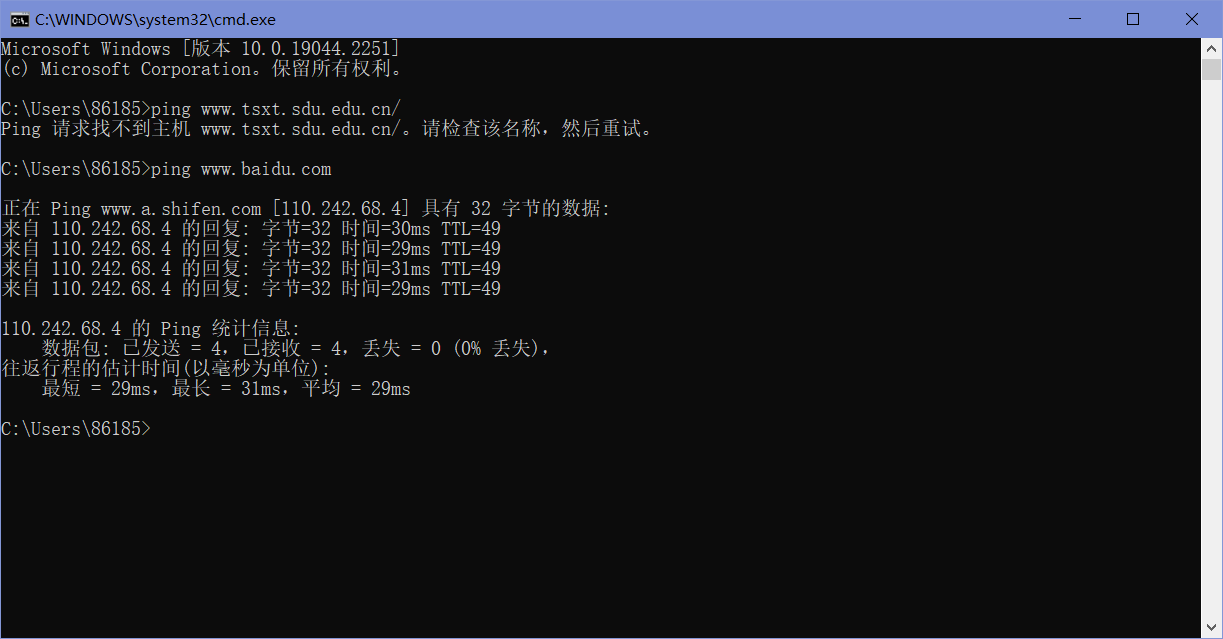 C:\WINDOWS\system32\cmd.exe
Microsoft Windows [版本 10.0.19044.2251]
(c) Microsoft Corporation。保留所有权利。
C:\Users\86185>ping www.tsxt.sdu.edu.cn/
Ping 请求找不到主机 www.tsxt.sdu.edu.cn/。请检查该名称，然后重试。
C:\Users\86185>ping www.baidu.com
正在 Ping www.a.shifen.com [110.242.68.4] 具有 32 字节的数据:
来自 110.242.68.4 的回复: 字节=32 时间=30ms TTL=49
来自 110.242.68.4 的回复: 字节=32 时间=29ms TTL=49
来自 110.242.68.4 的回复: 字节=32 时间=31ms TTL=49
来自 110.242.68.4 的回复: 字节=32 时间=29ms TTL=49
110.242.68.4 的 Ping 统计信息:
    数据包: 已发送 = 4，已接收 = 4，丢失 = 0 (0% 丢失)，
往返行程的估计时间(以毫秒为单位):
    最短 = 29ms，最长 = 31ms，平均 = 29ms
C:\Users\86185>